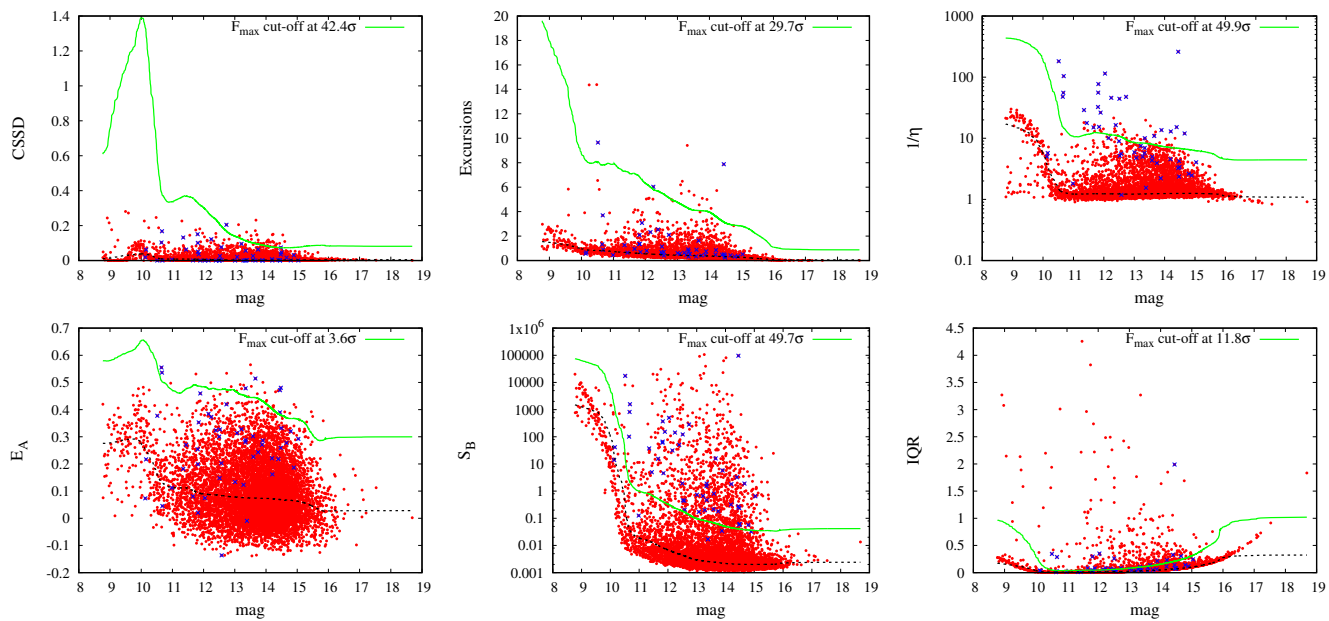 F_max cut-off at 42.4σ
CSSD
1.4
1.2
1
0.8
0.6
0.4
0.2
0
8 9 10 11 12 13 14 15 16 17 18 19
mag
F_max cut-off at 29.7σ
Excursions
20
18
16
14
12
10
8
6
4
2
0
8 9 10 11 12 13 14 15 16 17 18 19
mag
F_max cut-off at 49.9σ
1/η
1000
100
10
1
0.1
8 9 10 11 12 13 14 15 16 17 18 19
mag
F_max cut-off at 3.6σ
E_A
0.7
0.6
0.5
0.4
0.3
0.2
0.1
0
-0.1
-0.2
8 9 10 11 12 13 14 15 16 17 18 19
mag
F_max cut-off at 49.7σ
S_B
1x10^6
100000
10000
1000
100
10
1
0.1
0.01
0.001
8 9 10 11 12 13 14 15 16 17 18 19
mag
F_max cut-off at 11.8σ
IQR
4.5
4
3.5
3
2.5
2
1.5
1
0.5
0
8 9 10 11 12 13 14 15 16 17 18 19
mag